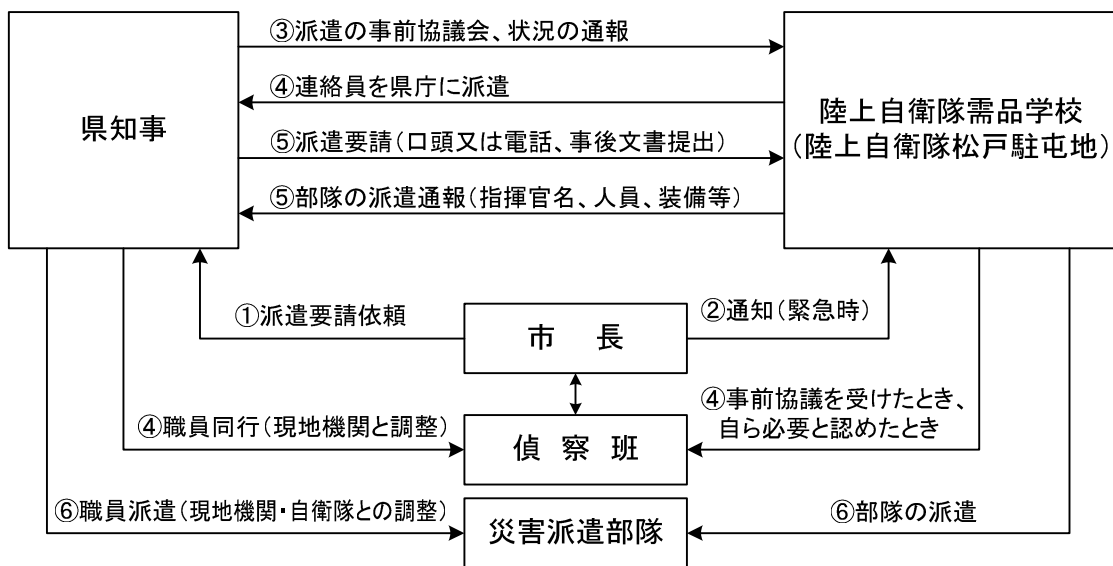 ③派遣の事前協議会、状況の通報
④連絡員を県庁に派遣
県知事
陸上自衛隊需品学校
(陸上自衛隊松戸駐屯地)
⑤派遣要請(口頭又は電話、事後文書提出)
⑤部隊の派遣通報(指揮官名、人員、装備等)
①派遣要請依頼
市 長
②通知(緊急時)
④職員同行(現地機関と調整)
偵 察 班
④事前協議を受けたとき、
自ら必要と認めたとき
⑥職員派遣(現地機関・自衛隊との調整)
災害派遣部隊
⑥部隊の派遣